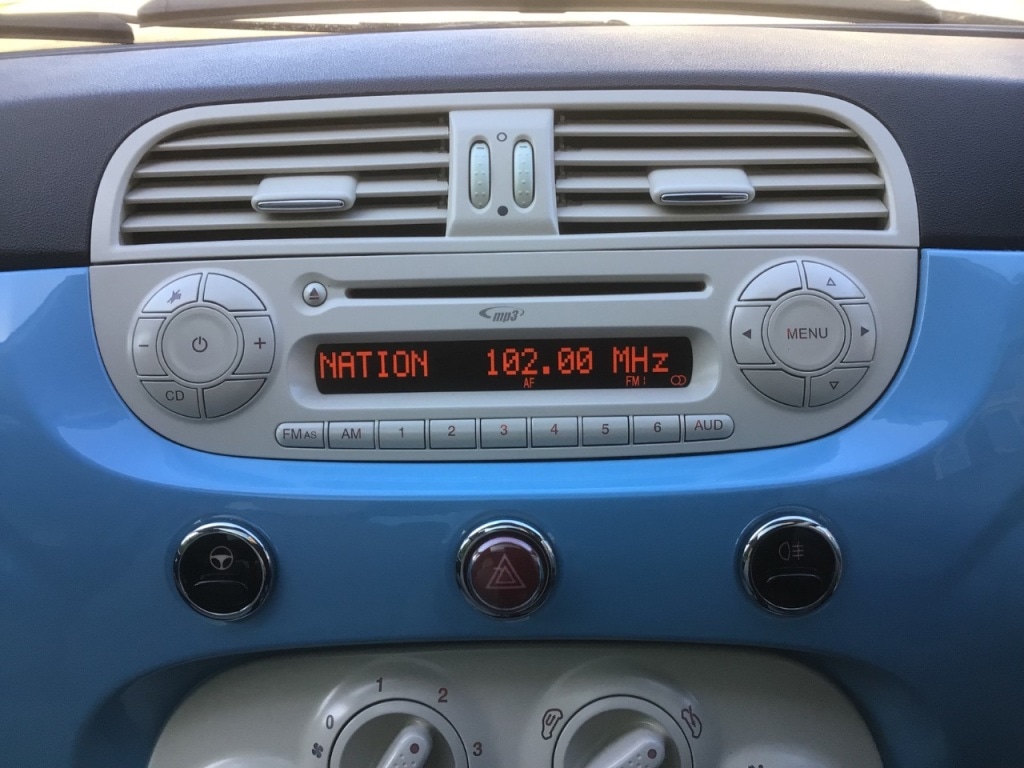 mp3
NATION 102.00 MHz
AF FM1
− +
CD
MENU
FM AS AM 1 2 3 4 5 6 AUD
0 1 2 3